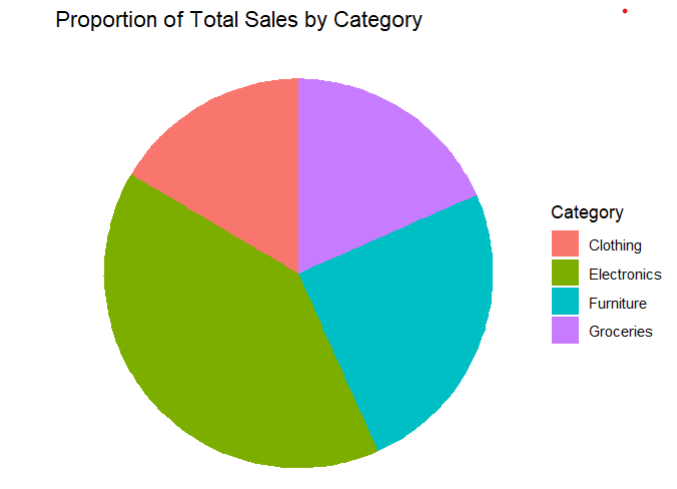 Proportion of Total Sales by Category
Category
Clothing
Electronics
Furniture
Groceries